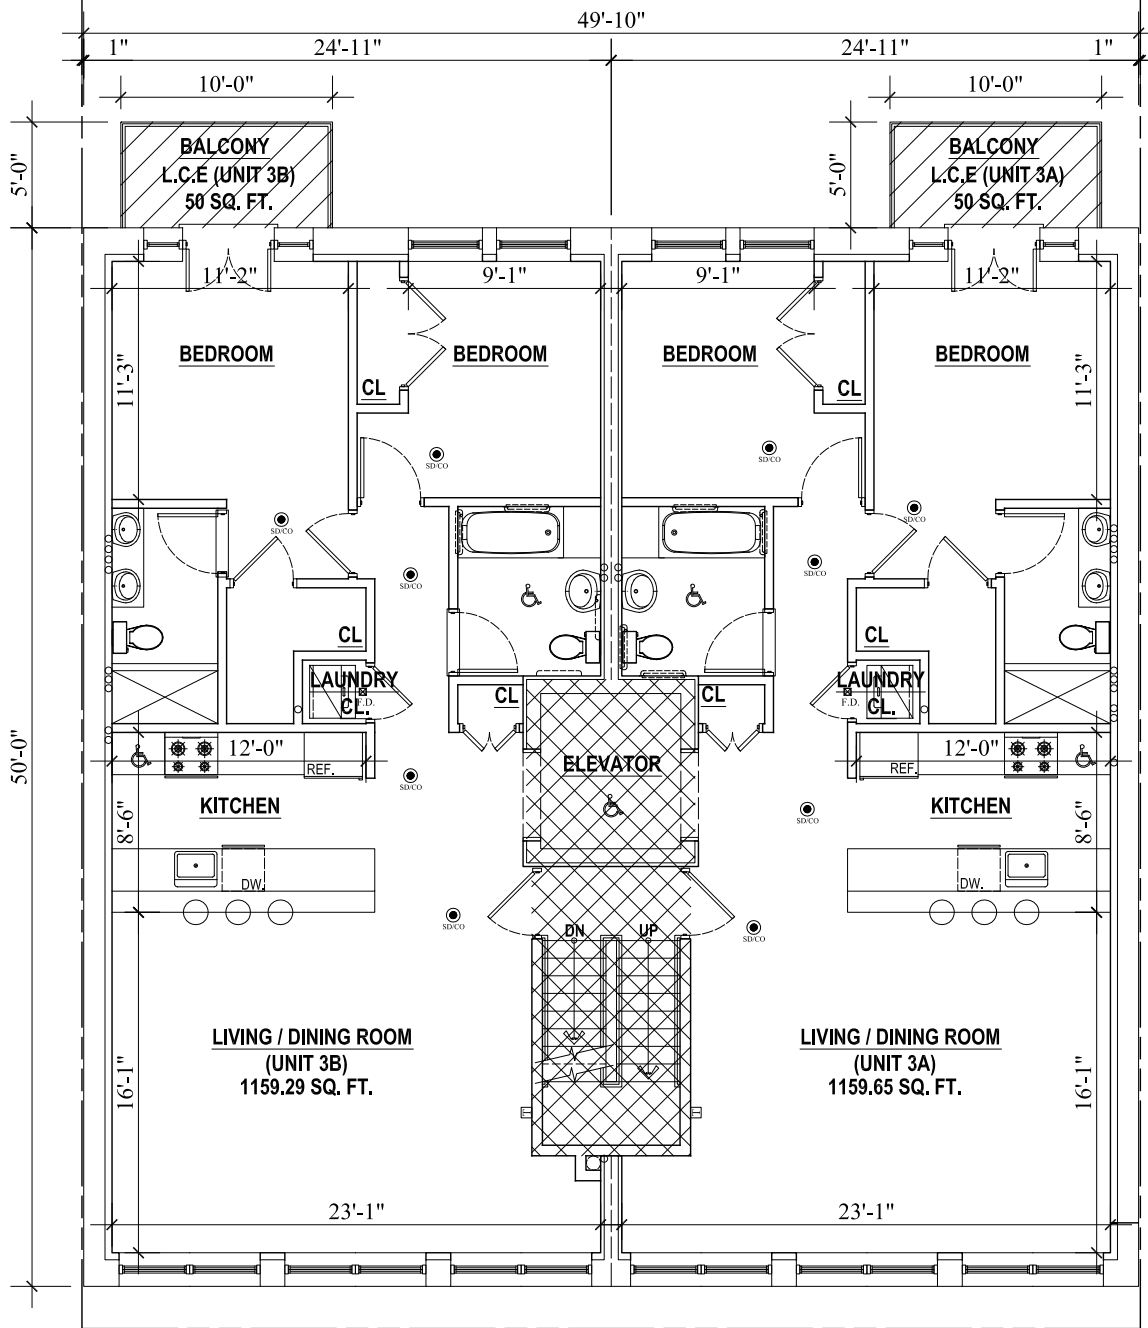 49'-10"
1"
24'-11"
24'-11"
1"
10'-0"
10'-0"
5'-0"
BALCONY
L.C.E (UNIT 3B)
50 SQ. FT.
5'-0"
BALCONY
L.C.E (UNIT 3A)
50 SQ. FT.
11'-2"
9'-1"
9'-1"
11'-2"
BEDROOM
BEDROOM
BEDROOM
BEDROOM
11'-3"
CL
CL
11'-3"
SD/CO
SD/CO
SD/CO
SD/CO
SD/CO
SD/CO
CL
CL
LAUNDRY
CL.
F.D.
CL
CL
LAUNDRY
CL.
F.D.
50'-0"
12'-0"
REF.
ELEVATOR
12'-0"
REF.
SD/CO
KITCHEN
8'-6"
SD/CO
KITCHEN
8'-6"
DW.
DW.
SD/CO
DN
UP
SD/CO
LIVING / DINING ROOM
(UNIT 3B)
1159.29 SQ. FT.
LIVING / DINING ROOM
(UNIT 3A)
1159.65 SQ. FT.
16'-1"
16'-1"
23'-1"
23'-1"